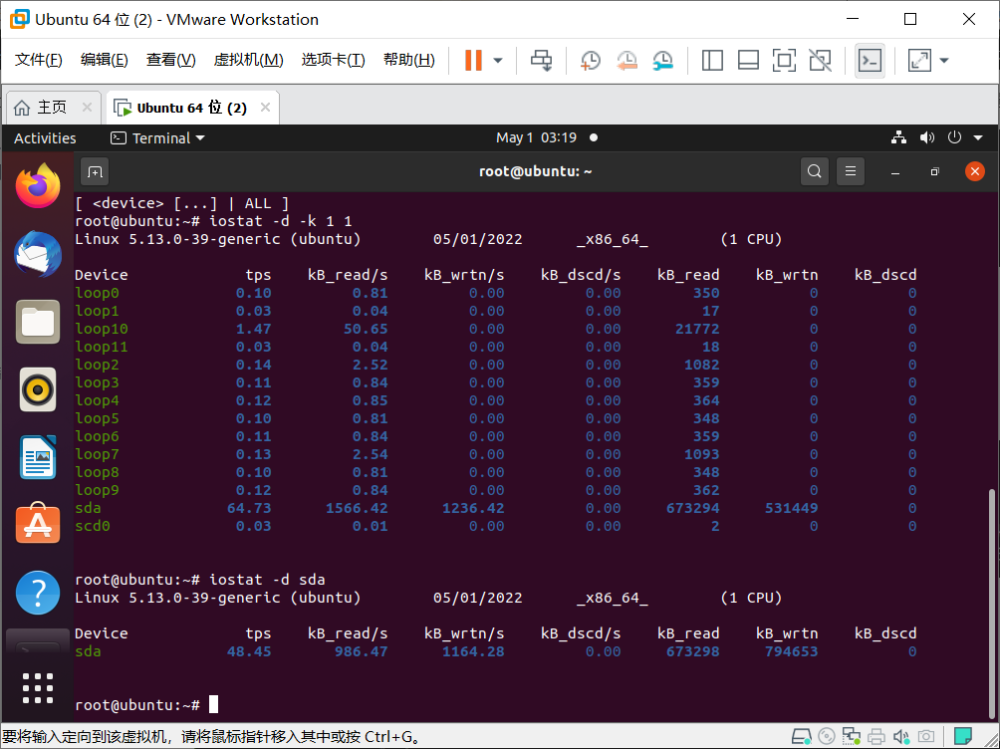 Ubuntu 64 位 (2) - VMware Workstation
文件(F) 编辑(E) 查看(V) 虚拟机(M) 选项卡(T) 帮助(H)
主页 Ubuntu 64 位 (2)
Activities Terminal May 1 03:19
root@ubuntu: ~
[ <device> [...] | ALL ]
root@ubuntu:~# iostat -d -k 1 1
Linux 5.13.0-39-generic (ubuntu) 05/01/2022 _x86_64_ (1 CPU)
Device tps kB_read/s kB_wrtn/s kB_dscd/s kB_read kB_wrtn kB_dscd
loop0 0.10 0.81 0.00 0.00 350 0 0
loop1 0.03 0.04 0.00 0.00 17 0 0
loop10 1.47 50.65 0.00 0.00 21772 0 0
loop11 0.03 0.04 0.00 0.00 18 0 0
loop2 0.14 2.52 0.00 0.00 1082 0 0
loop3 0.11 0.84 0.00 0.00 359 0 0
loop4 0.12 0.85 0.00 0.00 364 0 0
loop5 0.10 0.81 0.00 0.00 348 0 0
loop6 0.11 0.84 0.00 0.00 359 0 0
loop7 0.13 2.54 0.00 0.00 1093 0 0
loop8 0.10 0.81 0.00 0.00 348 0 0
loop9 0.12 0.84 0.00 0.00 362 0 0
sda 64.73 1566.42 1236.42 0.00 673294 531449 0
scd0 0.03 0.01 0.00 0.00 2 0 0
root@ubuntu:~# iostat -d sda
Linux 5.13.0-39-generic (ubuntu) 05/01/2022 _x86_64_ (1 CPU)
Device tps kB_read/s kB_wrtn/s kB_dscd/s kB_read kB_wrtn kB_dscd
sda 48.45 986.47 1164.28 0.00 673298 794653 0
root@ubuntu:~#
要将输入定向到该虚拟机，请将鼠标指针移入其中或按 Ctrl+G。